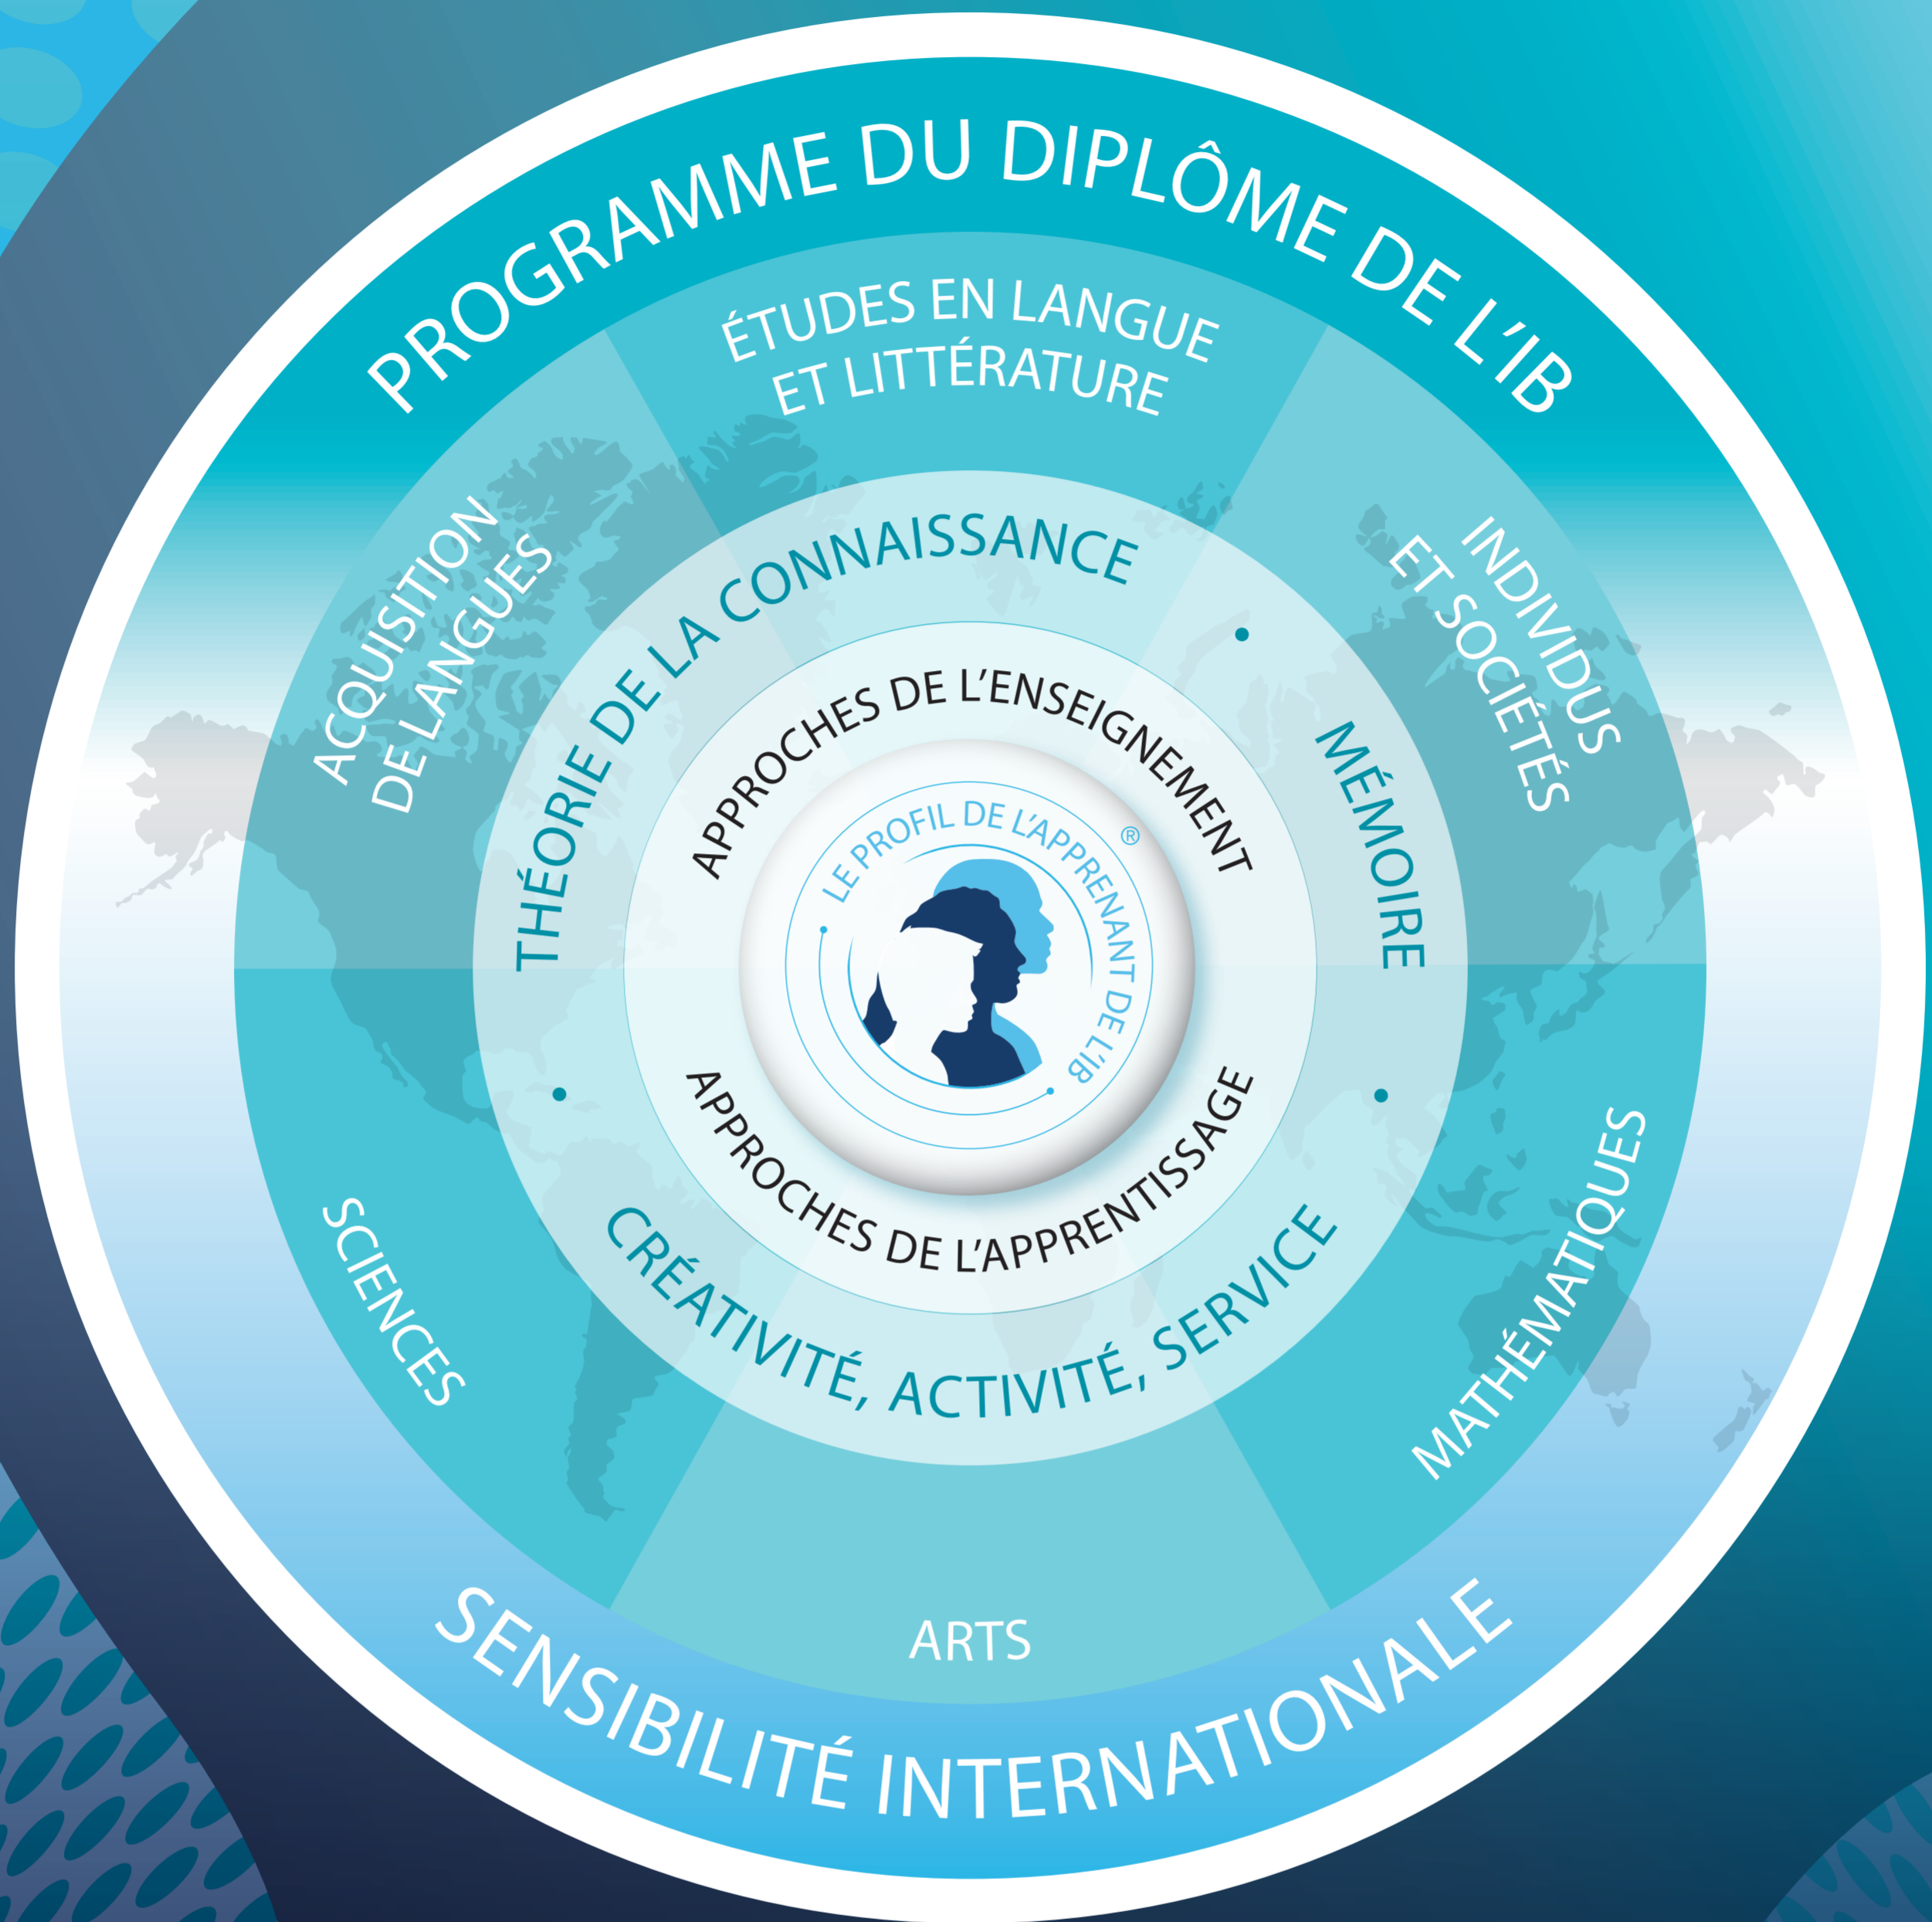 PROGRAMME DU DIPLÔME DE L'IB
ÉTUDES EN LANGUE
ET LITTÉRATURE
ACQUISITION
DE LANGUES
INDIVIDUS
ET SOCIÉTÉS
THÉORIE DE LA CONNAISSANCE
•
MÉMOIRE
APPROCHES DE L'ENSEIGNEMENT
LE PROFIL DE L'APPRENANT DE L'IB
®
APPROCHES DE L'APPRENTISSAGE
•
CRÉATIVITÉ, ACTIVITÉ, SERVICE
•
SCIENCES
MATHÉMATIQUES
ARTS
SENSIBILITÉ INTERNATIONALE